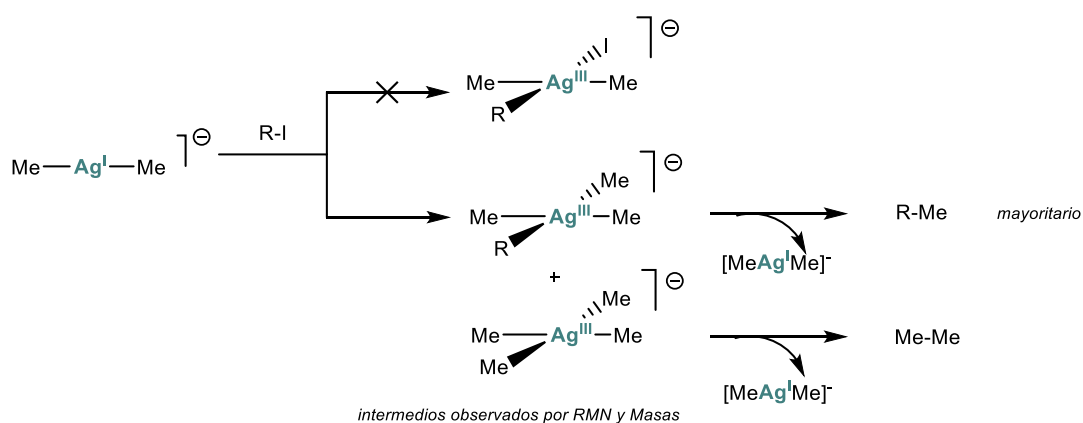 I
Me Ag^III Me ⊖
R
R-I
Me Ag^I Me ⊖
Me
Me Ag^III Me ⊖
R
R-Me mayoritario
[MeAg^IMe]^-
+
Me
Me Ag^III Me ⊖
Me
Me-Me
[MeAg^IMe]^-
intermedios observados por RMN y Masas